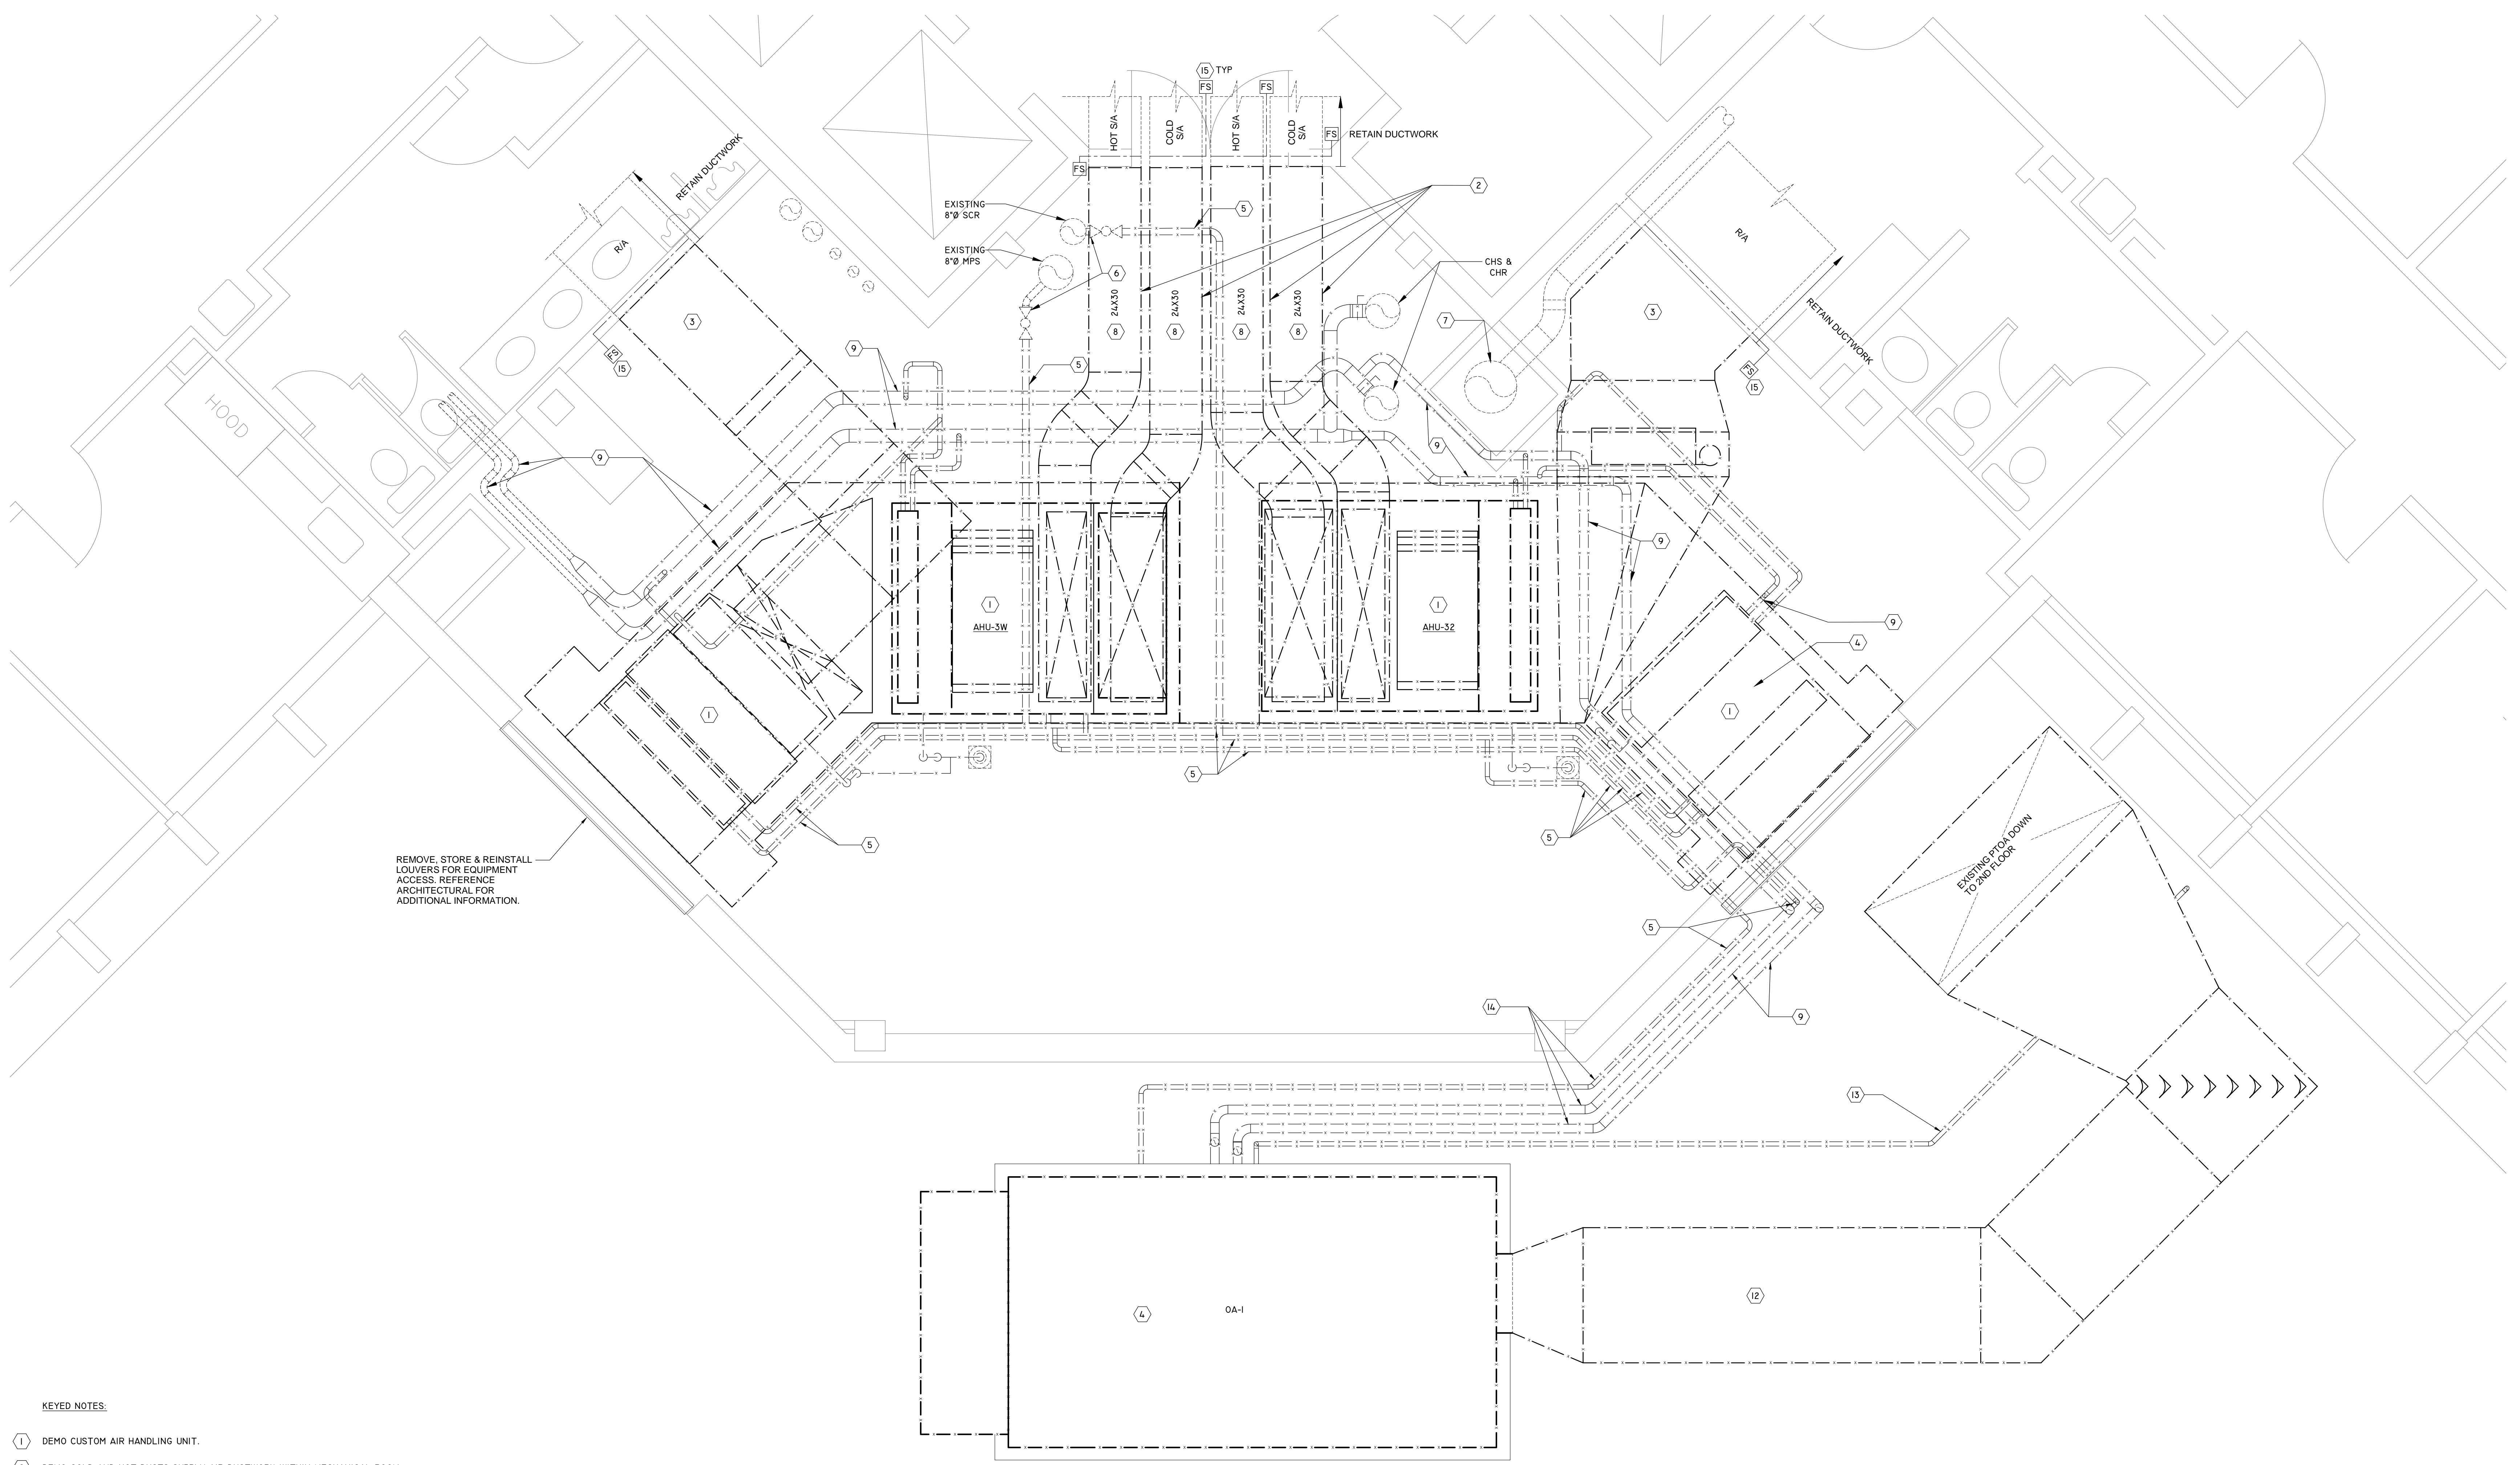 15 TYP
FS
FS
HOT S/A
COLD
S/A
HOT S/A
COLD
S/A
FS
RETAIN DUCTWORK
FS
RETAIN DUCTWORK
2
EXISTING
8"Ø SCR
5
R/A
R/A
EXISTING
8"Ø MPS
6
CHS &
CHR
24X30
24X30
24X30
24X30
RETAIN DUCTWORK
3
3
7
8
8
8
8
9
5
FS
15
FS
15
HOOD
9
9
9
1
AHU-3W
1
AHU-32
9
4
1
1
5
5
5
REMOVE, STORE & REINSTALL
LOUVERS FOR EQUIPMENT
ACCESS. REFERENCE
ARCHITECTURAL FOR
ADDITIONAL INFORMATION.
EXISTING PTOA DOWN
TO 2ND FLOOR
5
14
9
13
4
OA-1
12
KEYED NOTES:
1 DEMO CUSTOM AIR HANDLING UNIT.